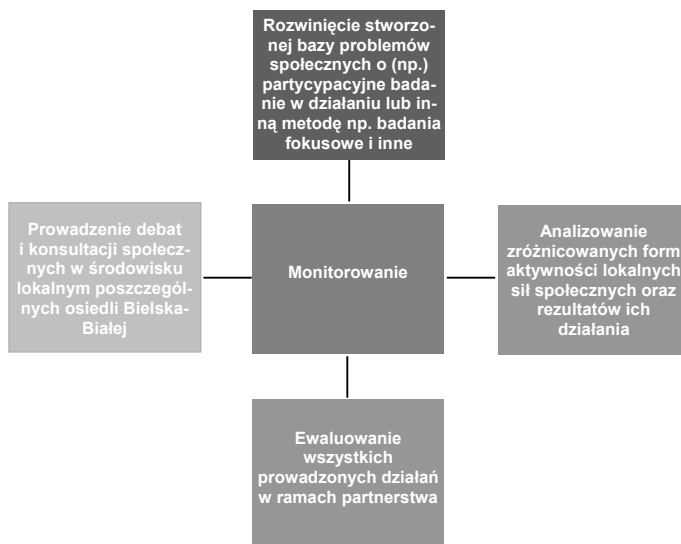 Rozwinięcie stworzo-
nej bazy problemów
społecznych o (np.)
partycypacyjne bada-
nie w działaniu lub in-
ną metodę np. badania
fokusowe i inne
Prowadzenie debat
i konsultacji społecz-
nych w środowisku
lokalnym poszczegól-
nych osiedli Bielska-
Białej
Monitorowanie
Analizowanie
zróżnicowanych form
aktywności lokalnych
sił społecznych oraz
rezultatów ich
działania
Ewaluowanie
wszystkich
prowadzonych działań
w ramach partnerstwa